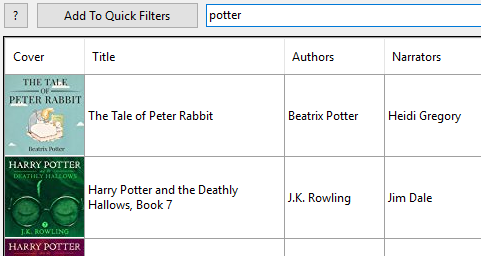 ? Add To Quick Filters potter
Cover Title Authors Narrators
THE TALE
OF
PETER RABBIT
Beatrix Potter
The Tale of Peter Rabbit Beatrix Potter Heidi Gregory
HARRY POTTER
DEATHLY HALLOWS
7
J.K. ROWLING
Harry Potter and the Deathly
Hallows, Book 7
J.K. Rowling Jim Dale
HARRY POTTER